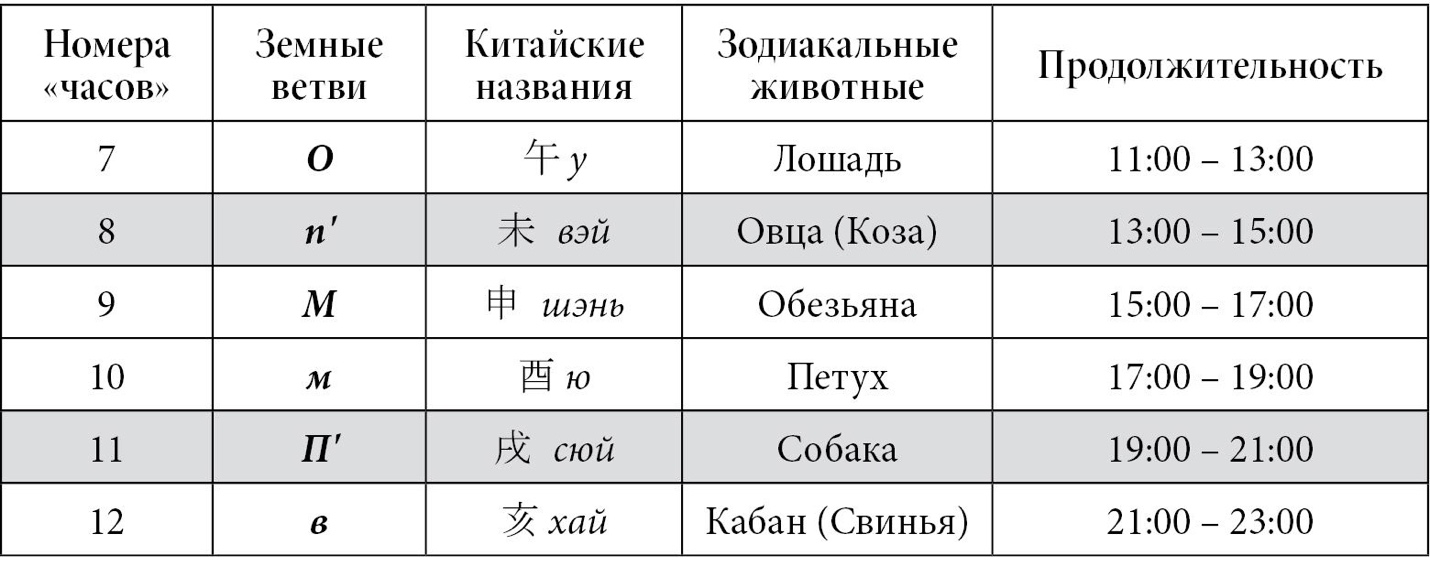 Номера «часов» Земные ветви Китайские названия Зодиакальные животные Продолжительность
7 О 午 у Лошадь 11:00 – 13:00
8 п' 未 вэй Овца (Коза) 13:00 – 15:00
9 М 申 шэнь Обезьяна 15:00 – 17:00
10 м 酉 ю Петух 17:00 – 19:00
11 П' 戌 сюй Собака 19:00 – 21:00
12 в 亥 хай Кабан (Свинья) 21:00 – 23:00